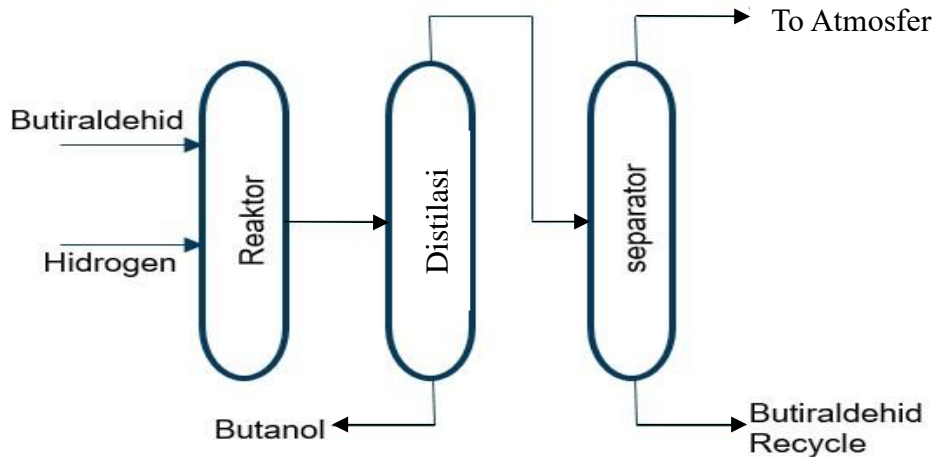 To Atmosfer
Butiraldehid
Hidrogen
Reaktor
Distilasi
separator
Butanol
Butiraldehid
Recycle